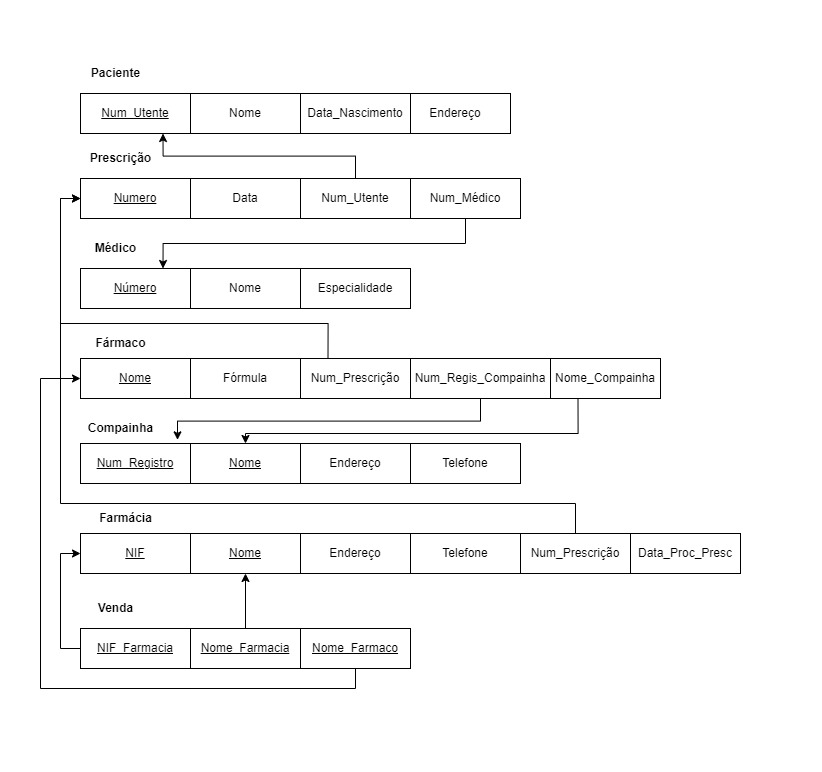 Paciente
Num_Utente Nome Data_Nascimento Endereço
Prescrição
Numero Data Num_Utente Num_Médico
Médico
Número Nome Especialidade
Fármaco
Nome Fórmula Num_Prescrição Num_Regis_Compainha Nome_Compainha
Compainha
Num_Registro Nome Endereço Telefone
Farmácia
NIF Nome Endereço Telefone Num_Prescrição Data_Proc_Presc
Venda
NIF_Farmacia Nome_Farmacia Nome_Farmaco